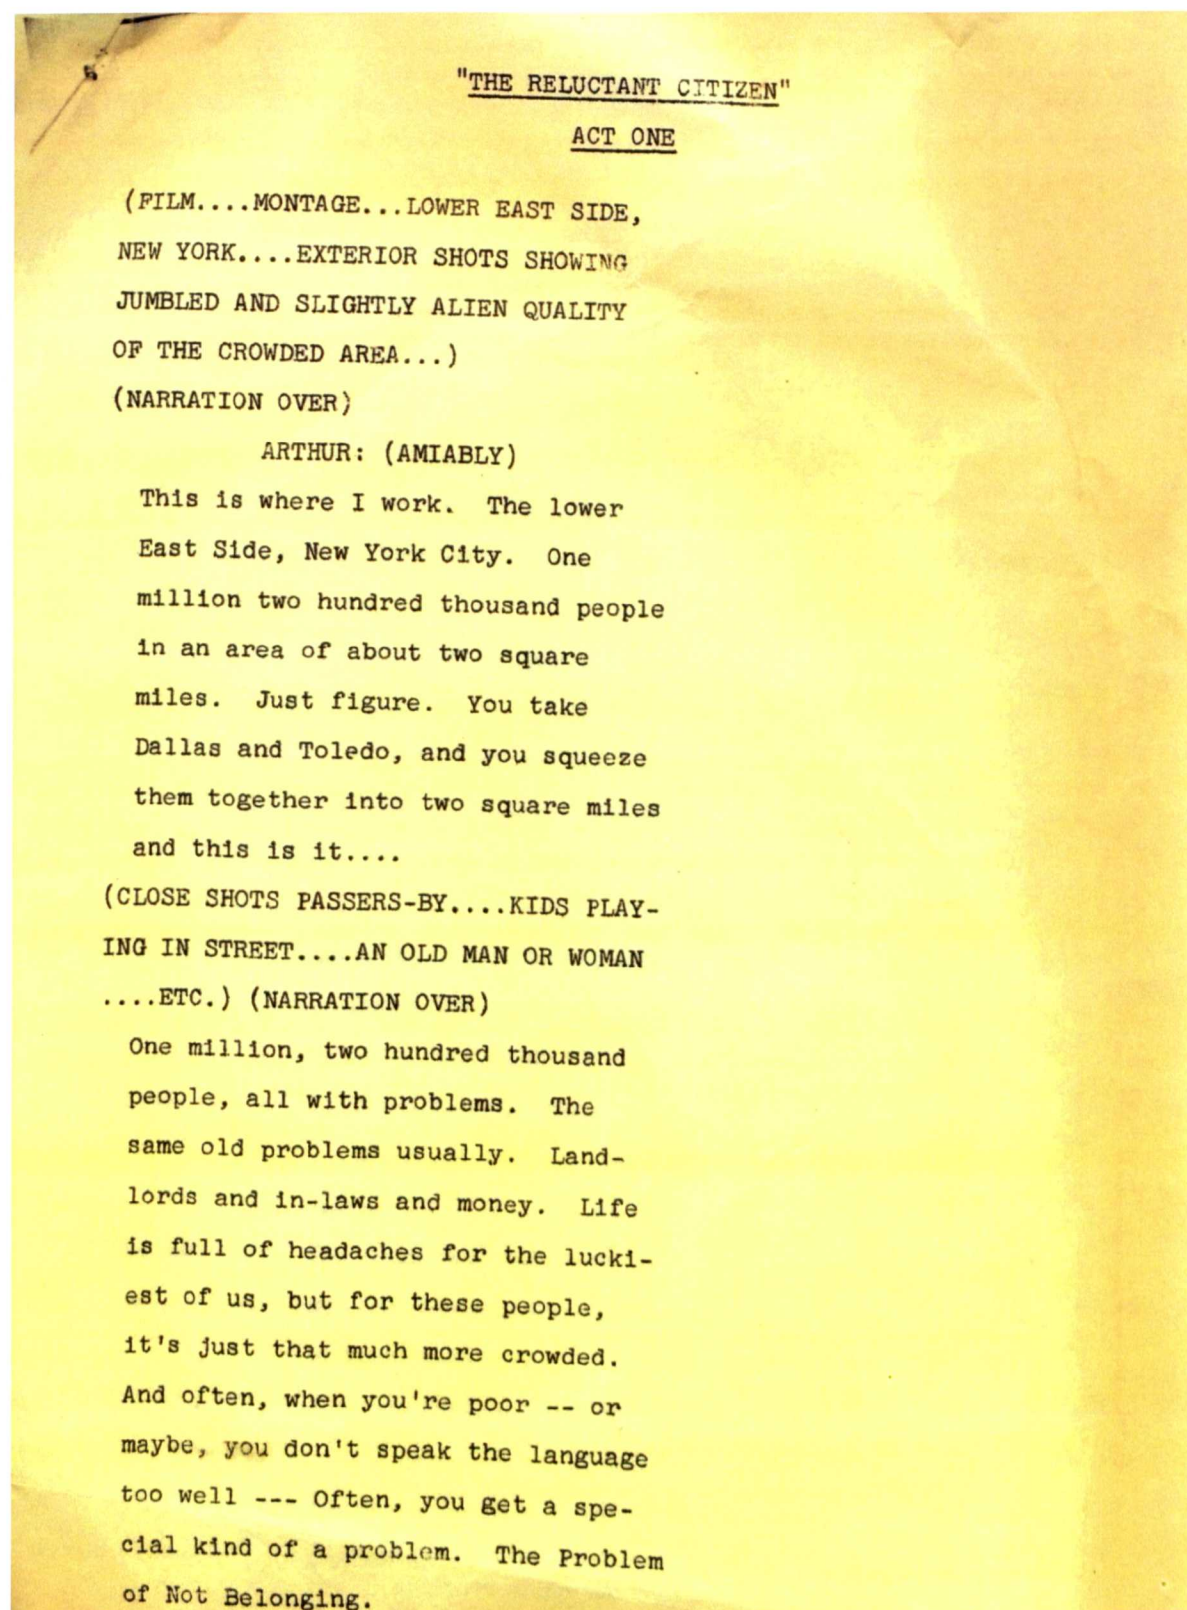 "THE RELUCTANT CITIZEN"
ACT ONE
(FILM....MONTAGE...LOWER EAST SIDE,
NEW YORK....EXTERIOR SHOTS SHOWING
JUMBLED AND SLIGHTLY ALIEN QUALITY
OF THE CROWDED AREA...)
(NARRATION OVER)
ARTHUR: (AMIABLY)
This is where I work. The lower
East Side, New York City. One
million two hundred thousand people
in an area of about two square
miles. Just figure. You take
Dallas and Toledo, and you squeeze
them together into two square miles
and this is it....
(CLOSE SHOTS PASSERS-BY....KIDS PLAY-
ING IN STREET....AN OLD MAN OR WOMAN
....ETC.) (NARRATION OVER)
One million, two hundred thousand
people, all with problems. The
same old problems usually. Land-
lords and in-laws and money. Life
is full of headaches for the lucki-
est of us, but for these people,
it's just that much more crowded.
And often, when you're poor -- or
maybe, you don't speak the language
too well --- Often, you get a spe-
cial kind of a problem. The Problem
of Not Belonging.